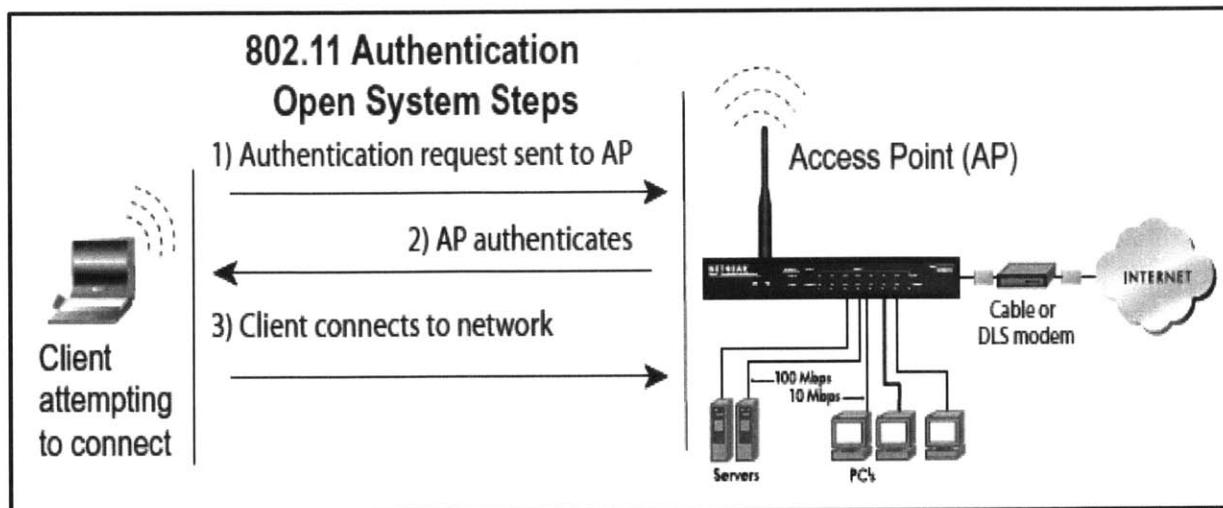 802.11 Authentication
Open System Steps
1) Authentication request sent to AP
2) AP authenticates
3) Client connects to network
Client
attempting
to connect
Access Point (AP)
NETGEAR
INTERNET
Cable or
DLS modem
100 Mbps
10 Mbps
Servers
PC's